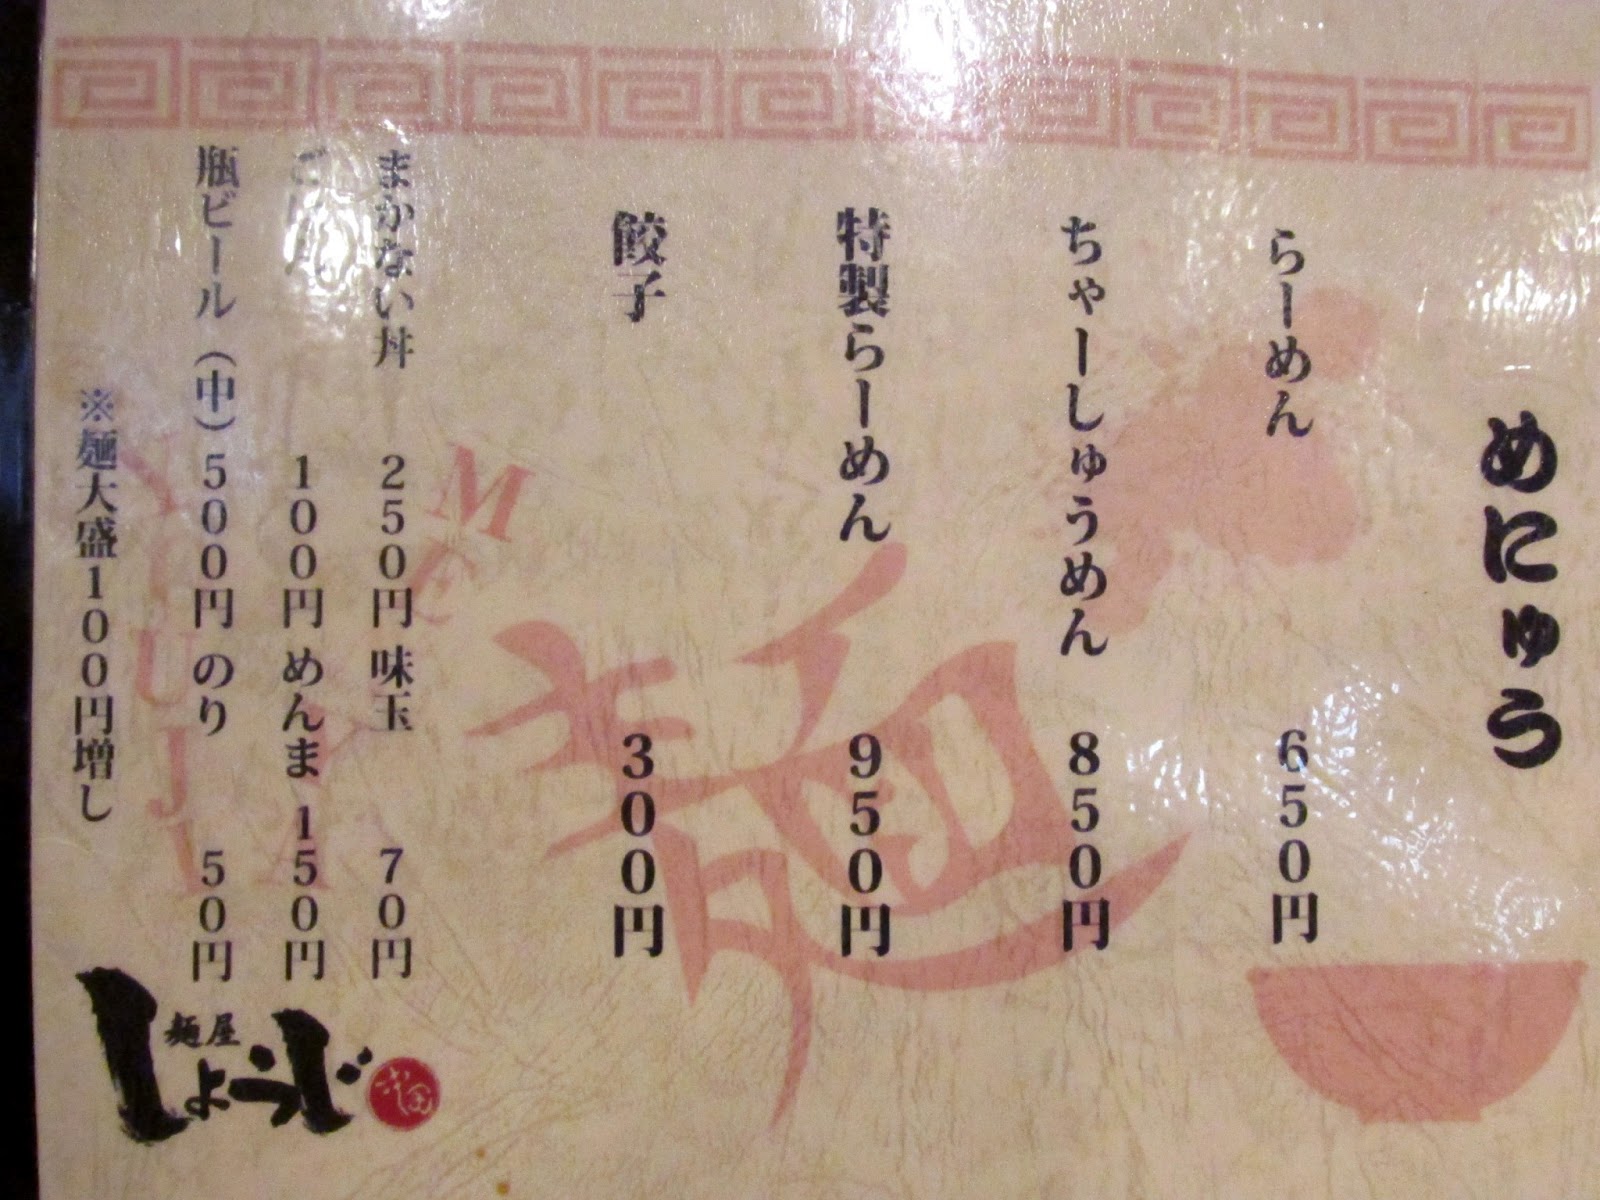 めにゅう
らーめん 650円
ちゃーしゅうめん 850円
特製らーめん 950円
餃子 300円
まかない丼 250円 味玉 70円
ご飯 100円 めんま 150円
瓶ビール(中) 500円 のり 50円
※麺大盛100円増し
麺
麺屋
しょうじ